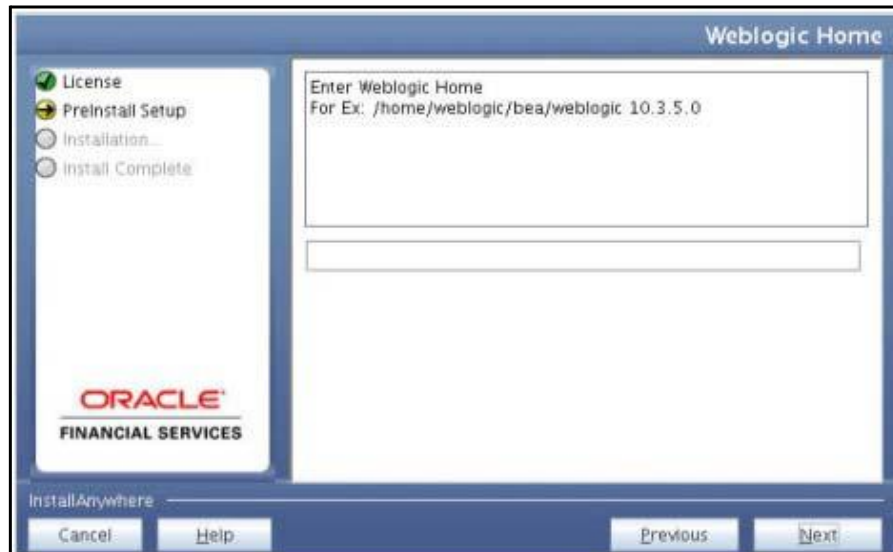 Weblogic Home
License
PreInstall Setup
Installation...
Install Complete
Enter Weblogic Home
For Ex: /home/weblogic/bea/weblogic 10.3.5.0
ORACLE
FINANCIAL SERVICES
InstallAnywhere
Cancel
Help
Previous
Next